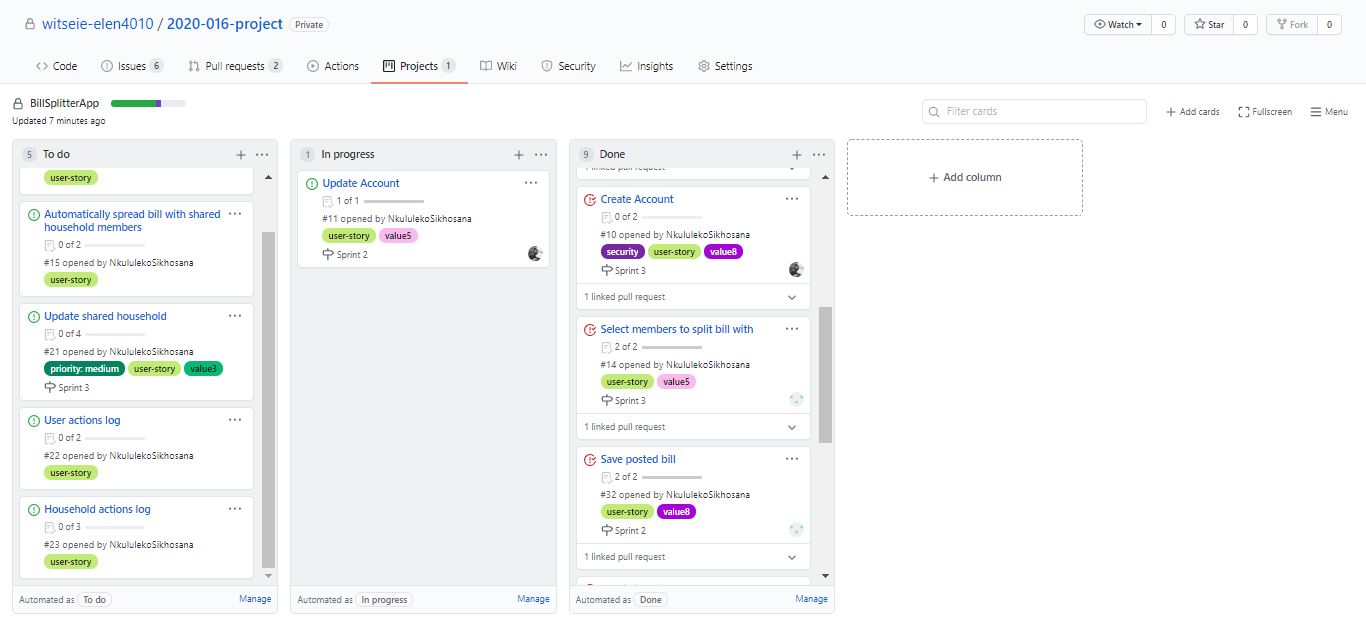 witseie-elen4010 / 2020-016-project Private
Watch 0 Star 0 Fork 0
Code Issues 6 Pull requests 2 Actions Projects 1 Wiki Security Insights Settings
BillSplitterApp
Updated 7 minutes ago
Filter cards
Add cards Fullscreen Menu
5 To do
user-story
Automatically spread bill with shared
household members
0 of 2
#15 opened by NkululekoSikhosana
user-story
Update shared household
0 of 4
#21 opened by NkululekoSikhosana
priority: medium user-story value3
Sprint 3
User actions log
0 of 2
#22 opened by NkululekoSikhosana
user-story
Household actions log
0 of 3
#23 opened by NkululekoSikhosana
user-story
Automated as To do Manage
1 In progress
Update Account
1 of 1
#11 opened by NkululekoSikhosana
user-story value5
Sprint 2
Automated as In progress Manage
9 Done
1 linked pull request
Create Account
0 of 2
#10 opened by NkululekoSikhosana
security user-story value8
Sprint 3
1 linked pull request
Select members to split bill with
2 of 2
#14 opened by NkululekoSikhosana
user-story value5
Sprint 3
1 linked pull request
Save posted bill
2 of 2
#32 opened by NkululekoSikhosana
user-story value8
Sprint 2
1 linked pull request
Automated as Done Manage
Add column